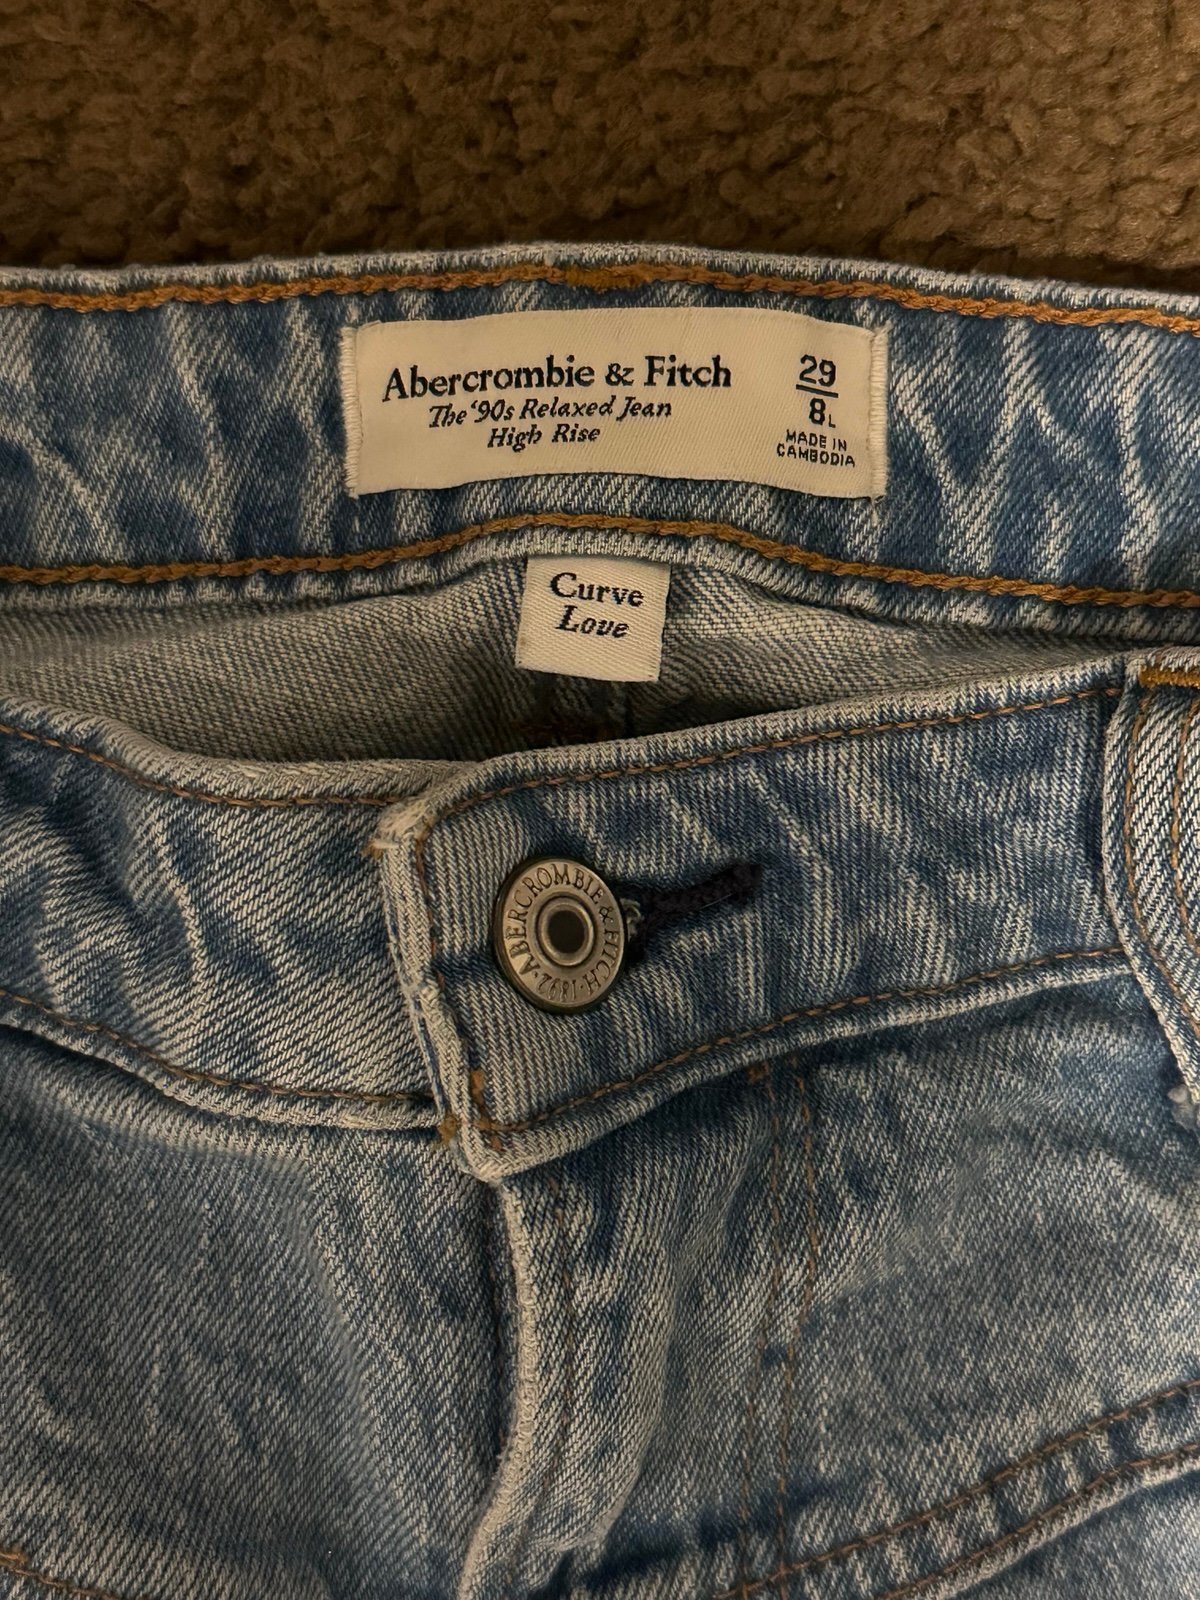 Abercrombie & Fitch
The ‘90s Relaxed Jean
High Rise
29
8L
MADE IN
CAMBODIA
Curve
Love
ABERCROMBIE & FITCH · 1892 ·